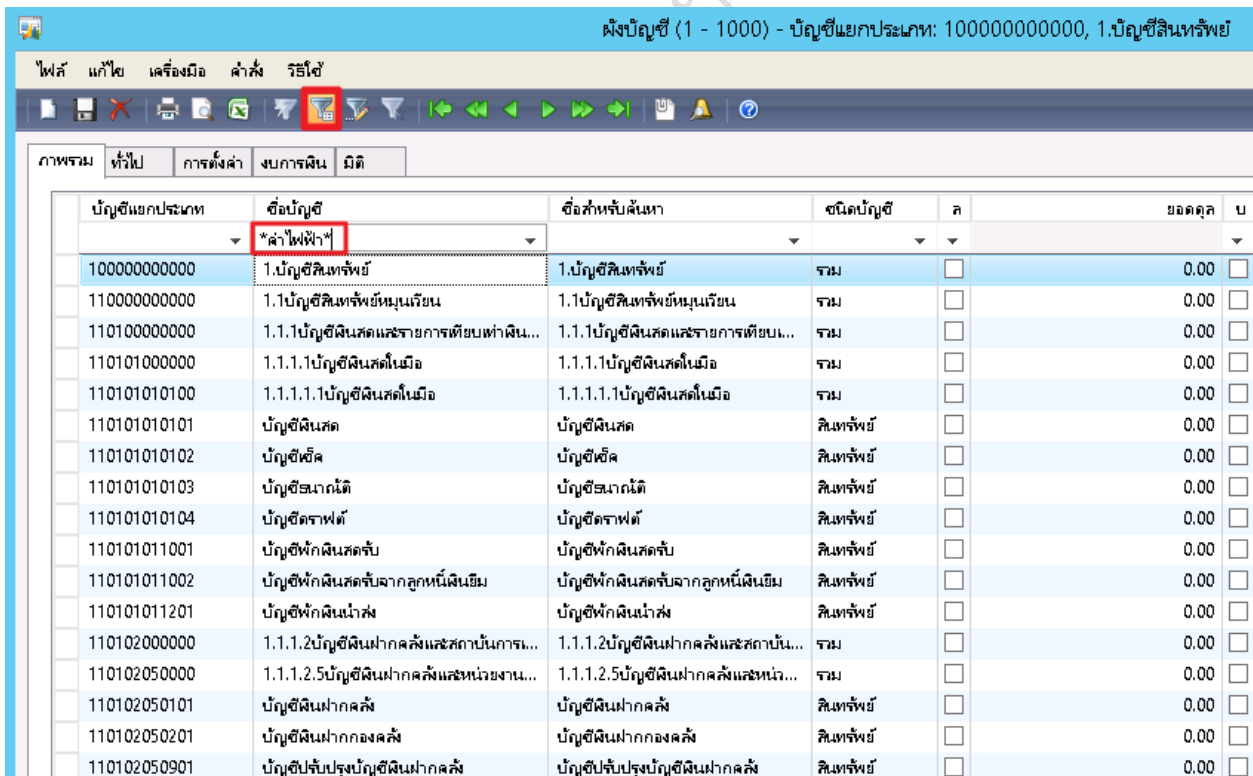 ผังบัญชี (1 - 1000) - บัญชีแยกประเภท: 100000000000, 1.บัญชีสินทรัพย์
ไฟล์ แก้ไข เครื่องมือ คำสั่ง วิธีใช้
ภาพรวม ทั่วไป การตั้งค่า งบการเงิน มิติ
บัญชีแยกประเภท ชื่อบัญชี ชื่อสำหรับค้นหา ชนิดบัญชี ล ยอดดุล บ
*ค่าไฟฟ้า*
100000000000 1.บัญชีสินทรัพย์ 1.บัญชีสินทรัพย์ รวม 0.00
110000000000 1.1บัญชีสินทรัพย์หมุนเวียน 1.1บัญชีสินทรัพย์หมุนเวียน รวม 0.00
110100000000 1.1.1บัญชีเงินสดและรายการเทียบเท่าเงิน... 1.1.1บัญชีเงินสดและรายการเทียบเ... รวม 0.00
110101000000 1.1.1.1บัญชีเงินสดในมือ 1.1.1.1บัญชีเงินสดในมือ รวม 0.00
110101010100 1.1.1.1.1บัญชีเงินสดในมือ 1.1.1.1.1บัญชีเงินสดในมือ รวม 0.00
110101010101 บัญชีเงินสด บัญชีเงินสด สินทรัพย์ 0.00
110101010102 บัญชีเช็ค บัญชีเช็ค สินทรัพย์ 0.00
110101010103 บัญชีธนาณัติ บัญชีธนาณัติ สินทรัพย์ 0.00
110101010104 บัญชีดราฟต์ บัญชีดราฟต์ สินทรัพย์ 0.00
110101011001 บัญชีพักเงินสดรับ บัญชีพักเงินสดรับ สินทรัพย์ 0.00
110101011002 บัญชีพักเงินสดรับจากลูกหนี้เงินยืม บัญชีพักเงินสดรับจากลูกหนี้เงินยืม สินทรัพย์ 0.00
110101011201 บัญชีพักเงินนำส่ง บัญชีพักเงินนำส่ง สินทรัพย์ 0.00
110102000000 1.1.1.2บัญชีเงินฝากคลังและสถาบันการเ... 1.1.1.2บัญชีเงินฝากคลังและสถาบัน... รวม 0.00
110102050000 1.1.1.2.5บัญชีเงินฝากคลังและหน่วยงาน... 1.1.1.2.5บัญชีเงินฝากคลังและหน่ว... รวม 0.00
110102050101 บัญชีเงินฝากคลัง บัญชีเงินฝากคลัง สินทรัพย์ 0.00
110102050201 บัญชีเงินฝากกองคลัง บัญชีเงินฝากกองคลัง สินทรัพย์ 0.00
110102050901 บัญชีปรับปรุงบัญชีเงินฝากคลัง บัญชีปรับปรุงบัญชีเงินฝากคลัง สินทรัพย์ 0.00